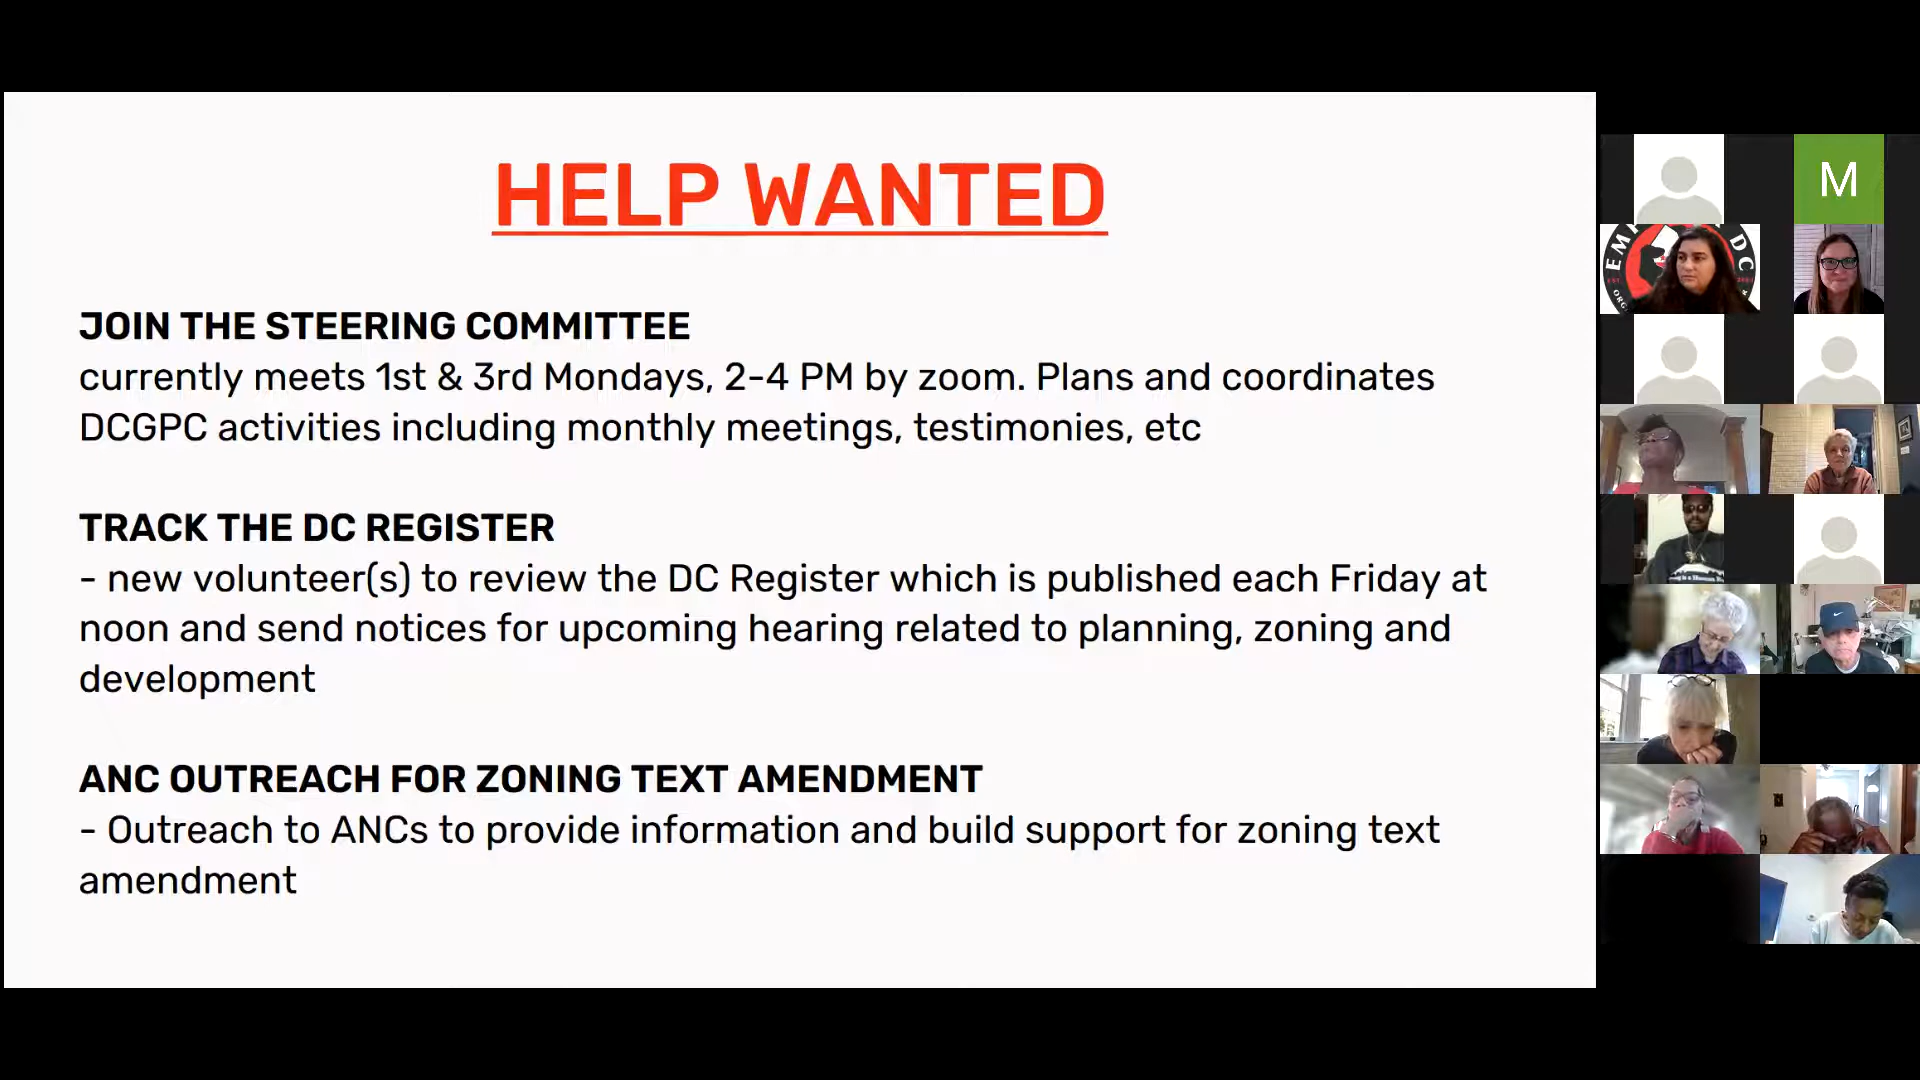 HELP WANTED
JOIN THE STEERING COMMITTEE
currently meets 1st & 3rd Mondays, 2-4 PM by zoom. Plans and coordinates
DCGPC activities including monthly meetings, testimonies, etc
TRACK THE DC REGISTER
- new volunteer(s) to review the DC Register which is published each Friday at
noon and send notices for upcoming hearing related to planning, zoning and
development
ANC OUTREACH FOR ZONING TEXT AMENDMENT
- Outreach to ANCs to provide information and build support for zoning text
amendment
M
DC